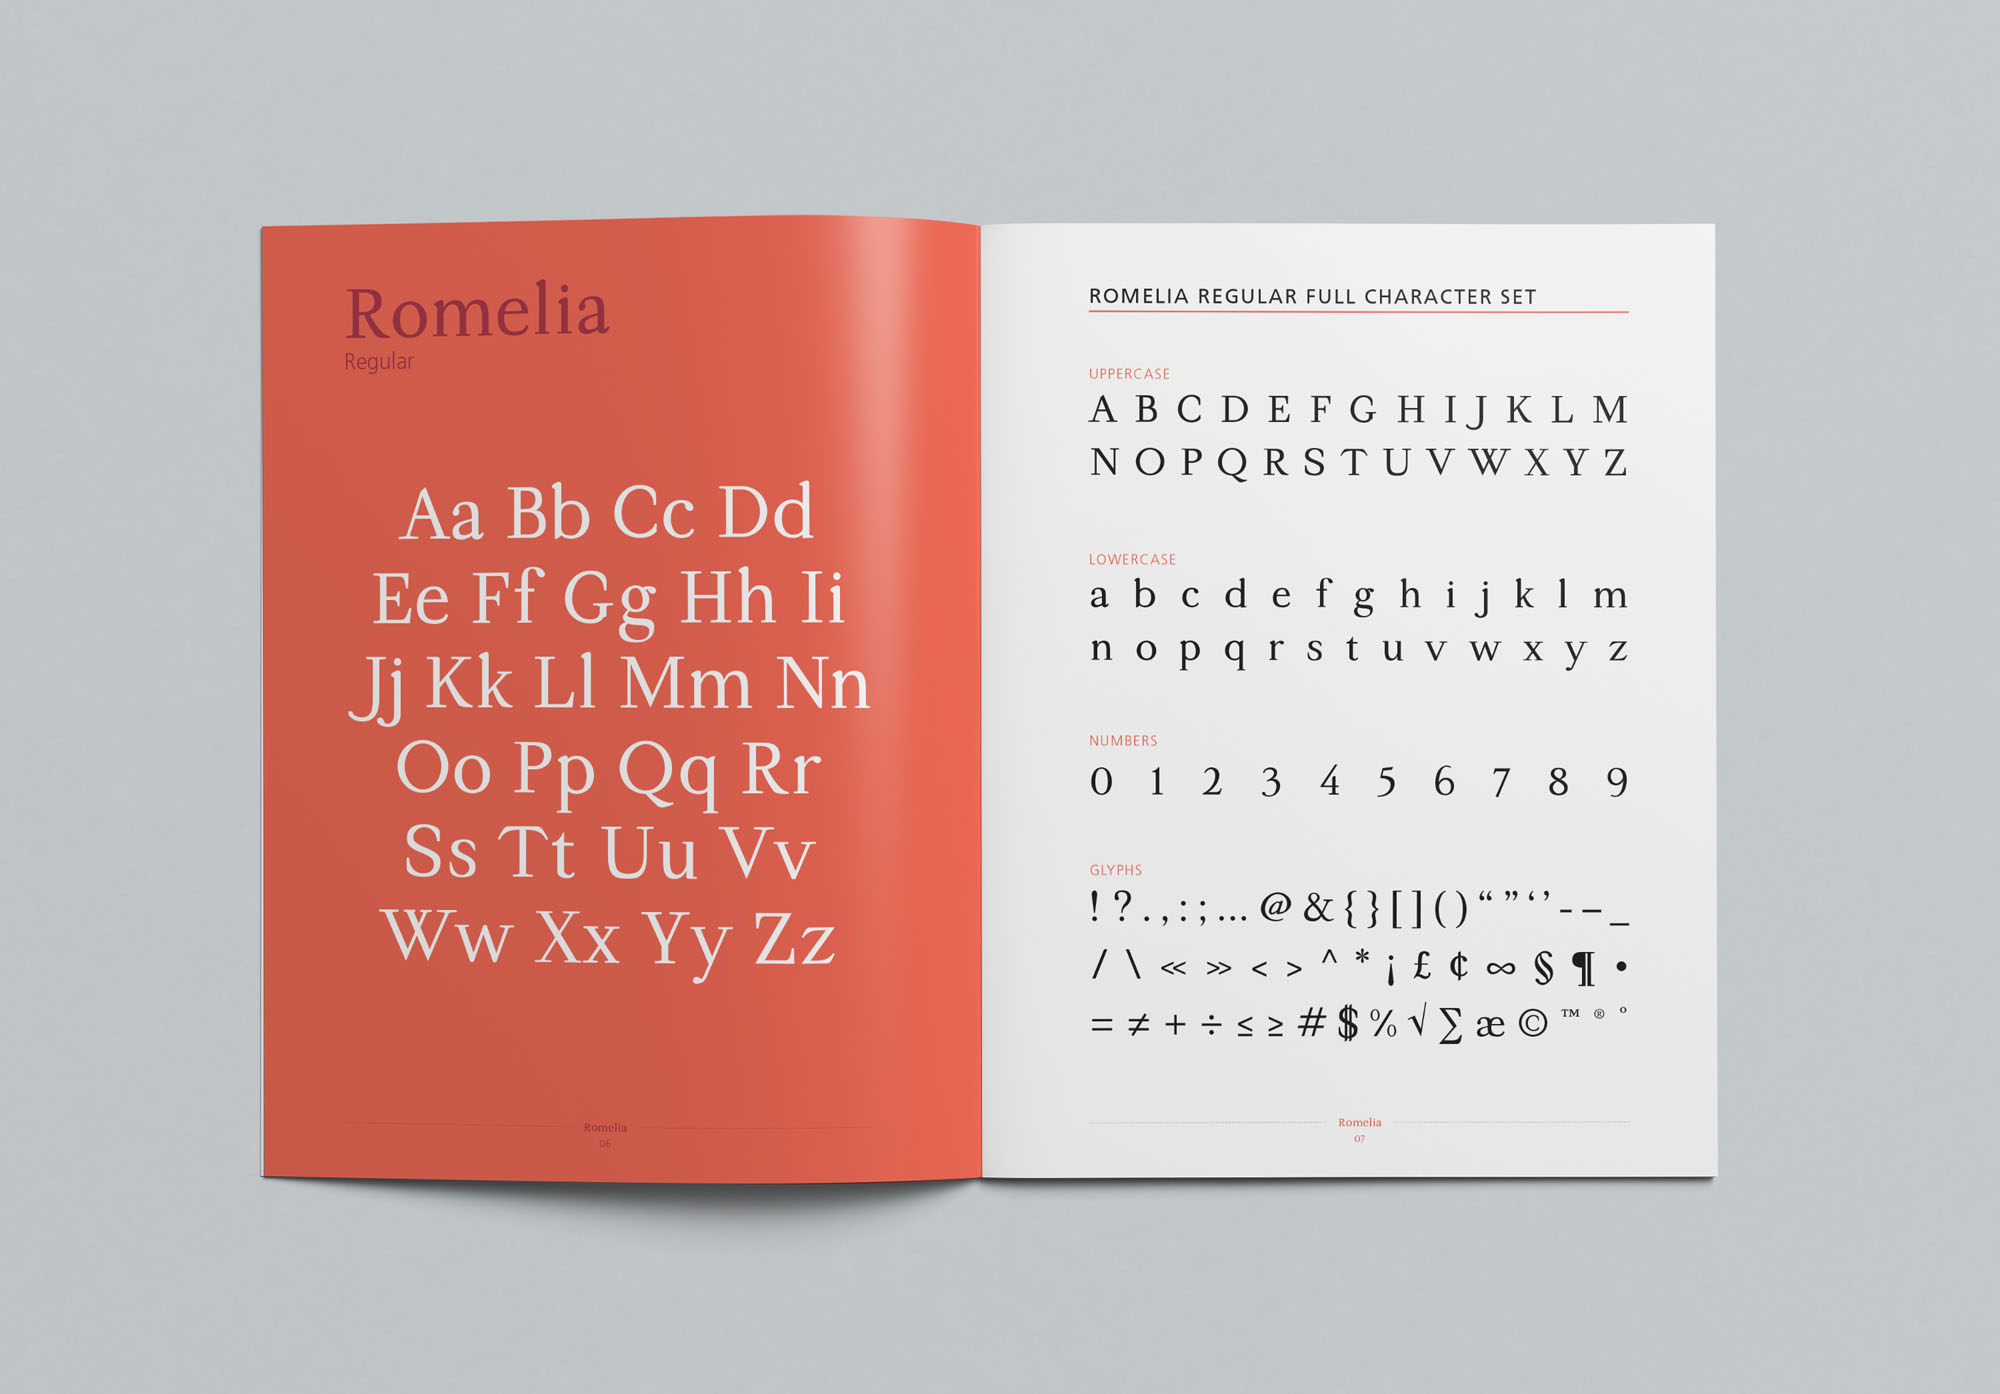 Romelia
Regular
Aa Bb Cc Dd
Ee Ff Gg Hh Ii
Jj Kk Ll Mm Nn
Oo Pp Qq Rr
Ss Tt Uu Vv
Ww Xx Yy Zz
Romelia
06
ROMELIA REGULAR FULL CHARACTER SET
UPPERCASE
A B C D E F G H I J K L M
N O P Q R S T U V W X Y Z
LOWERCASE
a b c d e f g h i j k l m
n o p q r s t u v w x y z
NUMBERS
0 1 2 3 4 5 6 7 8 9
GLYPHS
! ? . , : ; … @ & { } [ ] ( ) “ ” ‘ ’ - – _
/ \ « » < > ^ * ¡ £ ¢ ∞ § ¶ •
= ≠ + ÷ ≤ ≥ # $ % √ ∑ æ © ™ ® °
Romelia
07